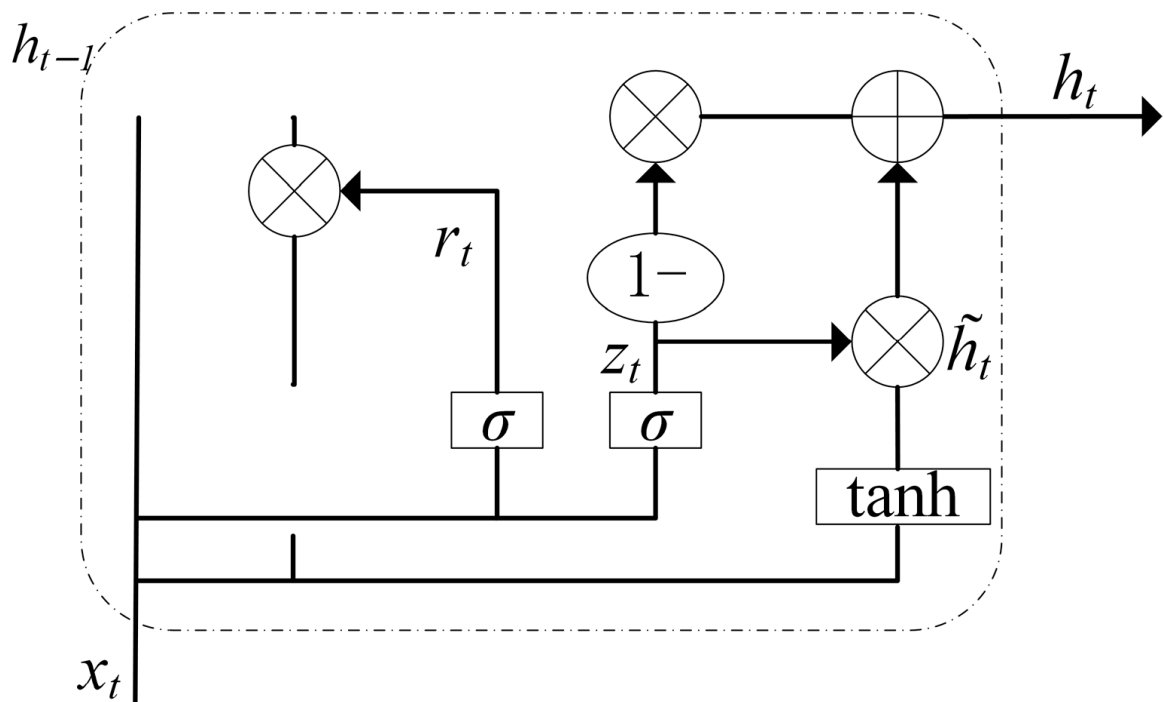 h_{t-1}
h_t
r_t
1−
z_t
h̃_t
σ
σ
tanh
x_t